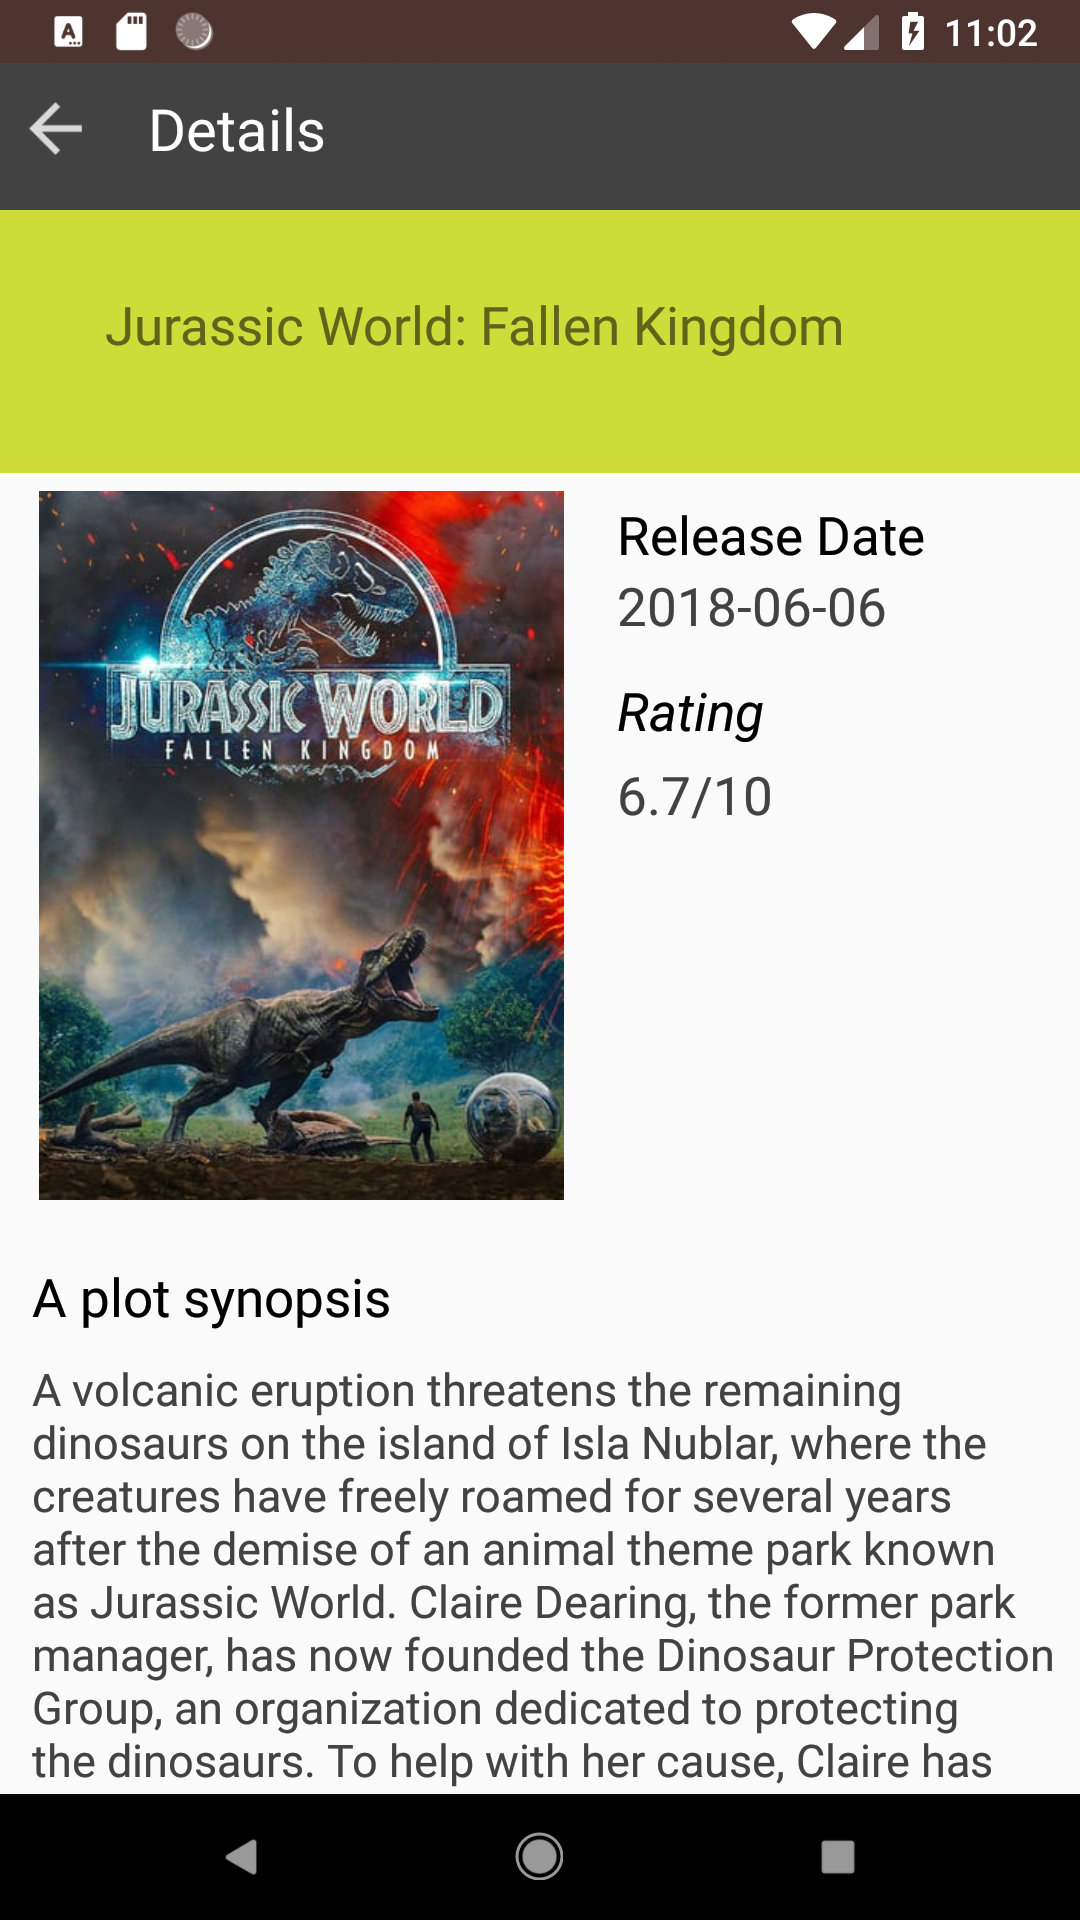 11:02
Details
Jurassic World: Fallen Kingdom
JURASSIC WORLD
FALLEN KINGDOM
Release Date
2018-06-06
Rating
6.7/10
A plot synopsis
A volcanic eruption threatens the remaining
dinosaurs on the island of Isla Nublar, where the
creatures have freely roamed for several years
after the demise of an animal theme park known
as Jurassic World. Claire Dearing, the former park
manager, has now founded the Dinosaur Protection
Group, an organization dedicated to protecting
the dinosaurs. To help with her cause, Claire has